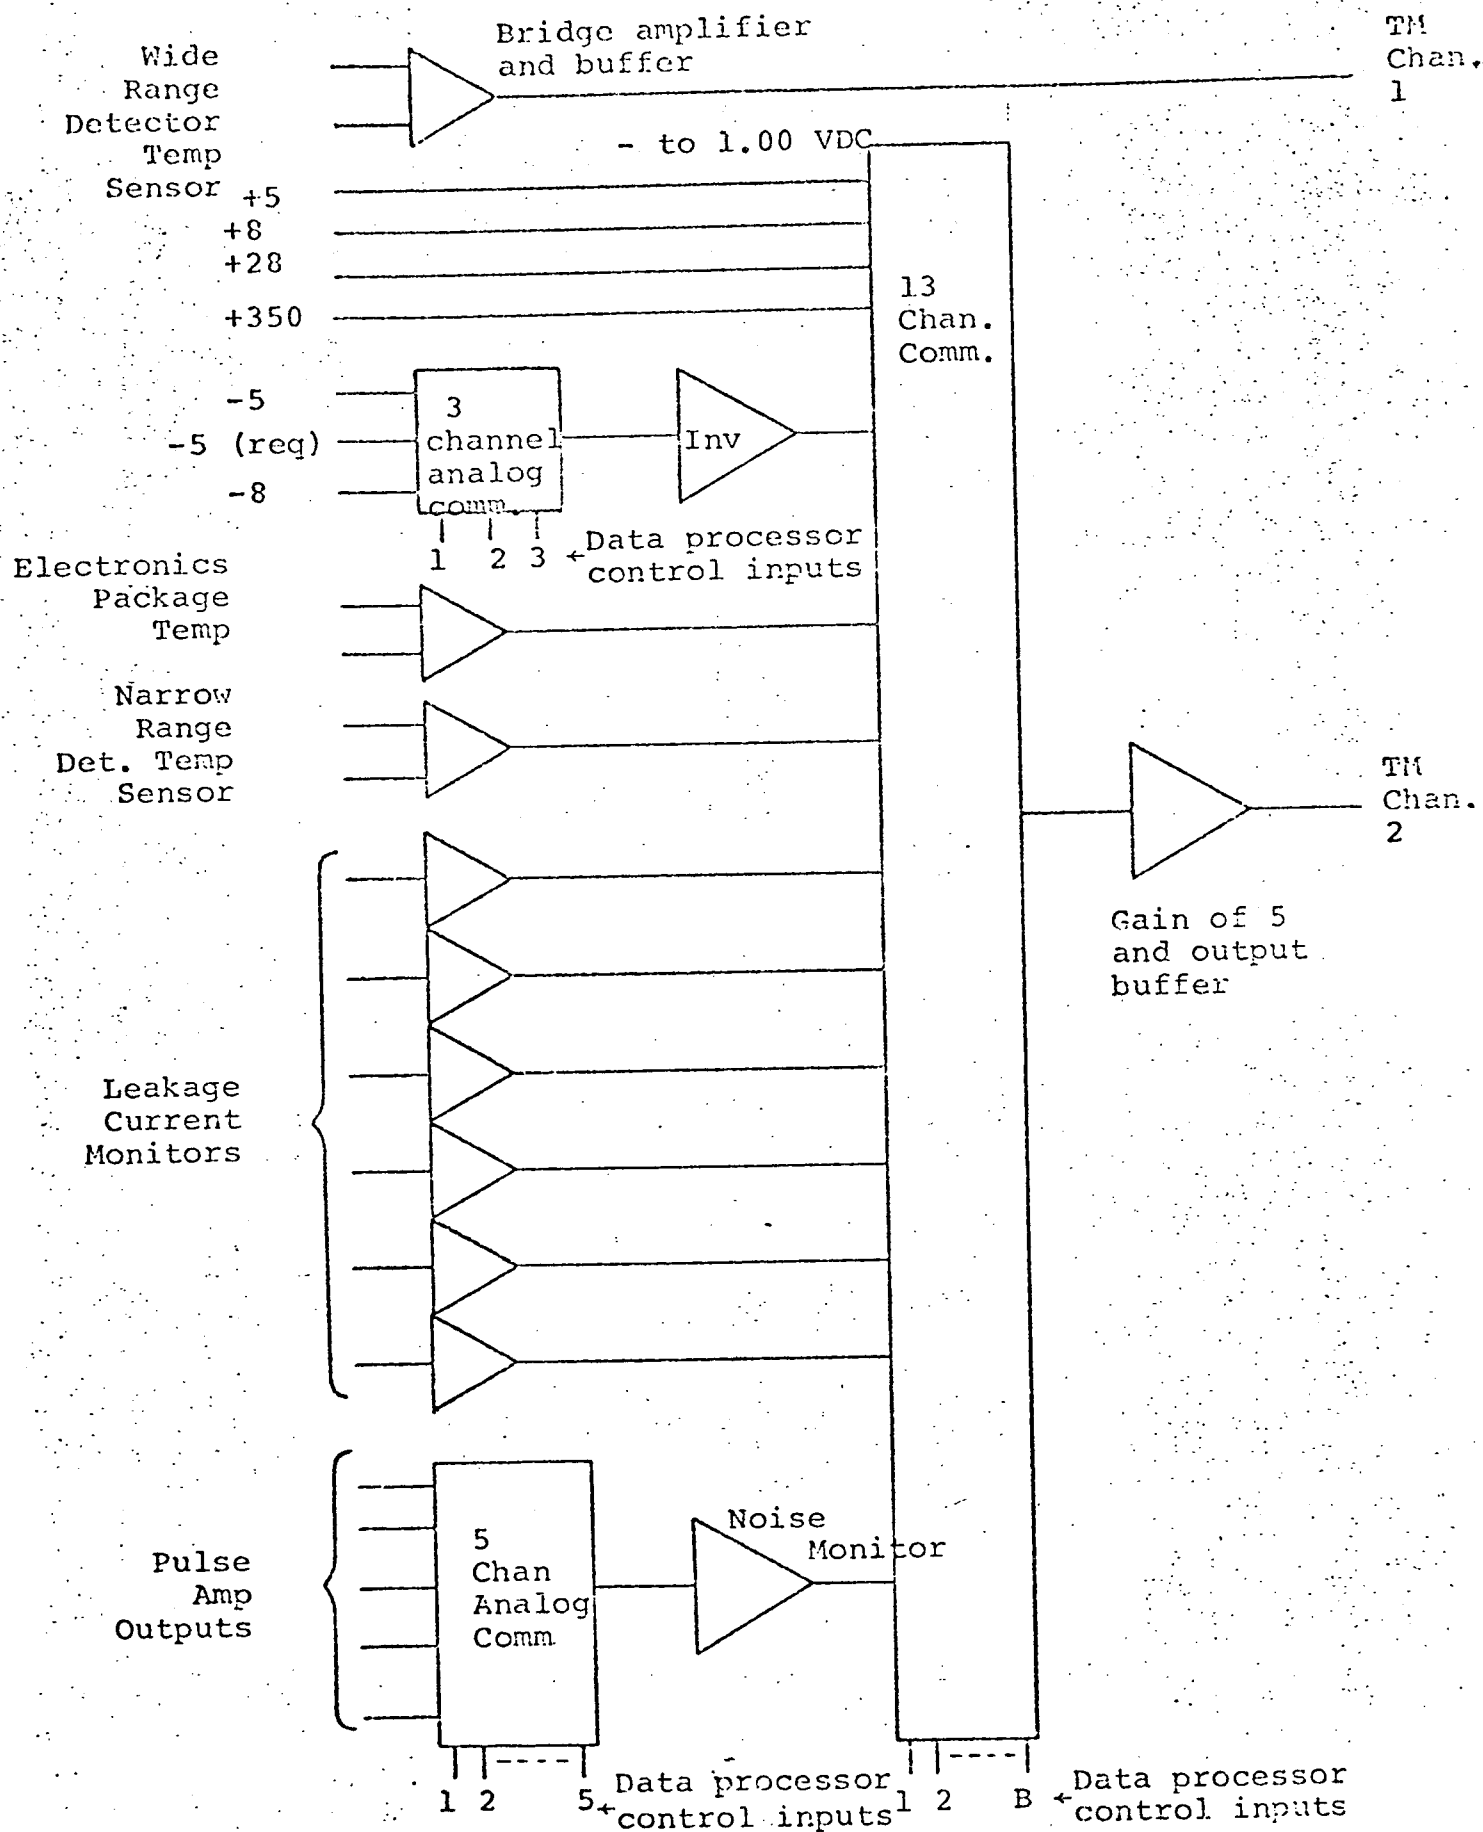 Bridge amplifier
and buffer
TM
Chan.
1
Wide
Range
Detector
Temp
Sensor
- to 1.00 VDC
+5
+8
+28
+350
13
Chan.
Comm.
-5
-5 (req)
-8
3
channel
analog
comm.
Inv
1 2 3
←Data processor
control inputs
Electronics
Package
Temp
Narrow
Range
Det. Temp
Sensor
TM
Chan.
2
Gain of 5
and output
buffer
Leakage
Current
Monitors
Pulse
Amp
Outputs
5
Chan
Analog
Comm
Noise
Monitor
1 2 ---- 5
←Data processor
control inputs
1 2 ---- B
←Data processor
control inputs